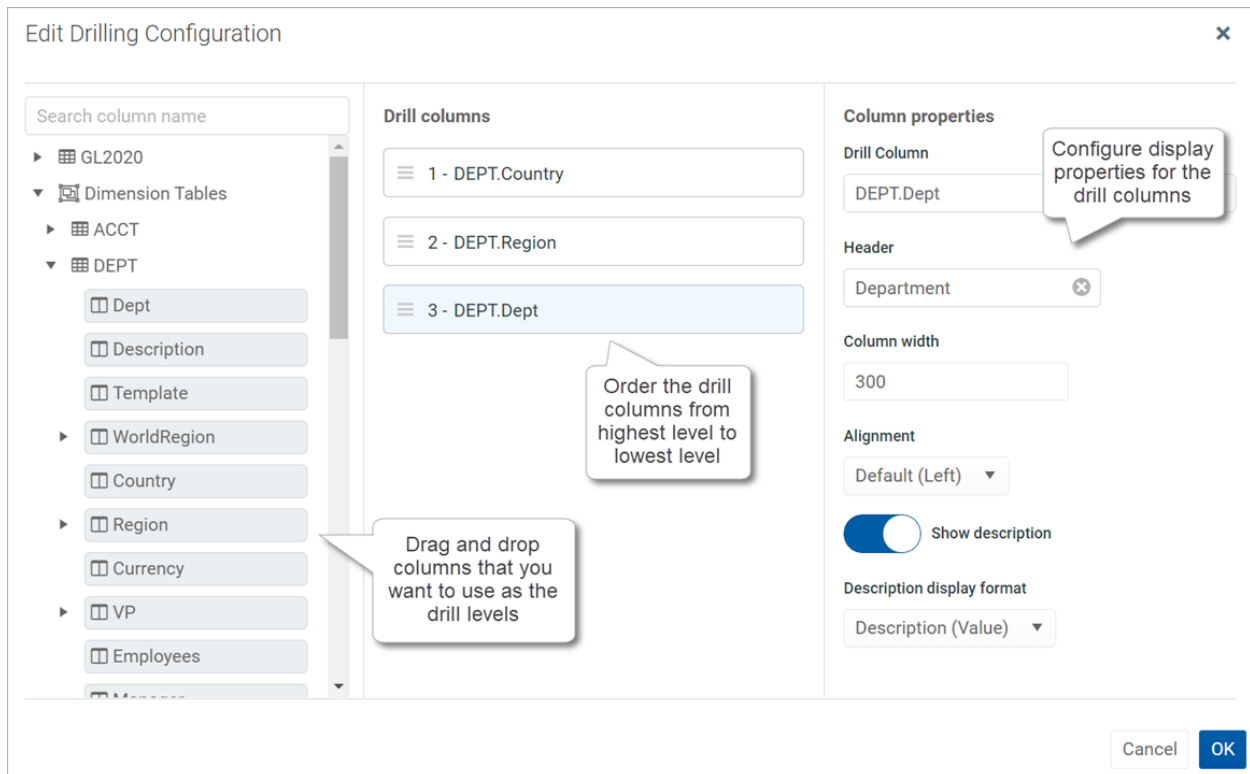 Edit Drilling Configuration
Search column name
GL2020
Dimension Tables
ACCT
DEPT
Dept
Description
Template
WorldRegion
Country
Region
Currency
VP
Employees
Drag and drop
columns that you
want to use as the
drill levels
Drill columns
1 - DEPT.Country
2 - DEPT.Region
3 - DEPT.Dept
Order the drill
columns from
highest level to
lowest level
Column properties
Drill Column
DEPT.Dept
Configure display
properties for the
drill columns
Header
Department
Column width
300
Alignment
Default (Left)
Show description
Description display format
Description (Value)
Cancel
OK